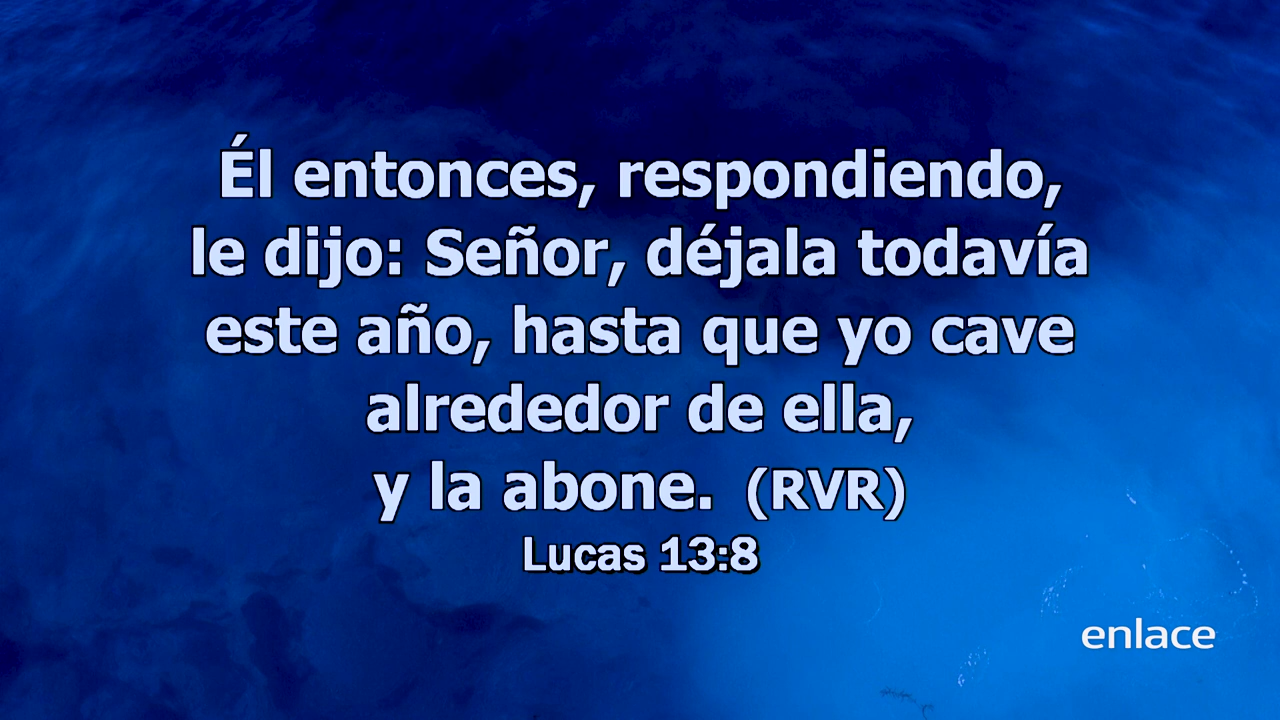 Él entonces, respondiendo,
le dijo: Señor, déjala todavía
este año, hasta que yo cave
alrededor de ella,
y la abone. (RVR)
Lucas 13:8
enlace